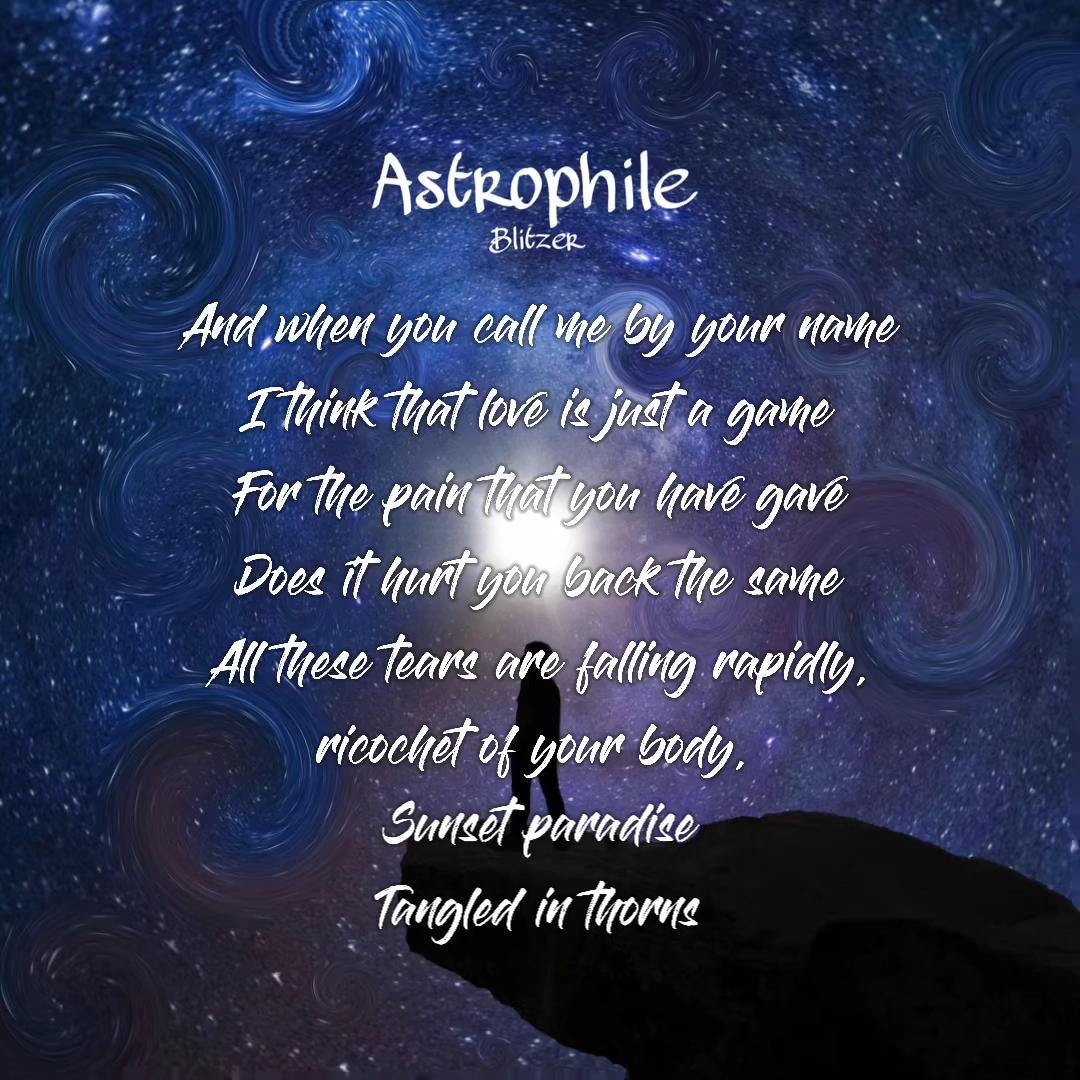 Astrophile
Blitzer
And when you call me by your name
I think that love is just a game
For the pain that you have gave
Does it hurt you back the same
All these tears are falling rapidly,
ricochet of your body,
Sunset paradise
Tangled in thorns